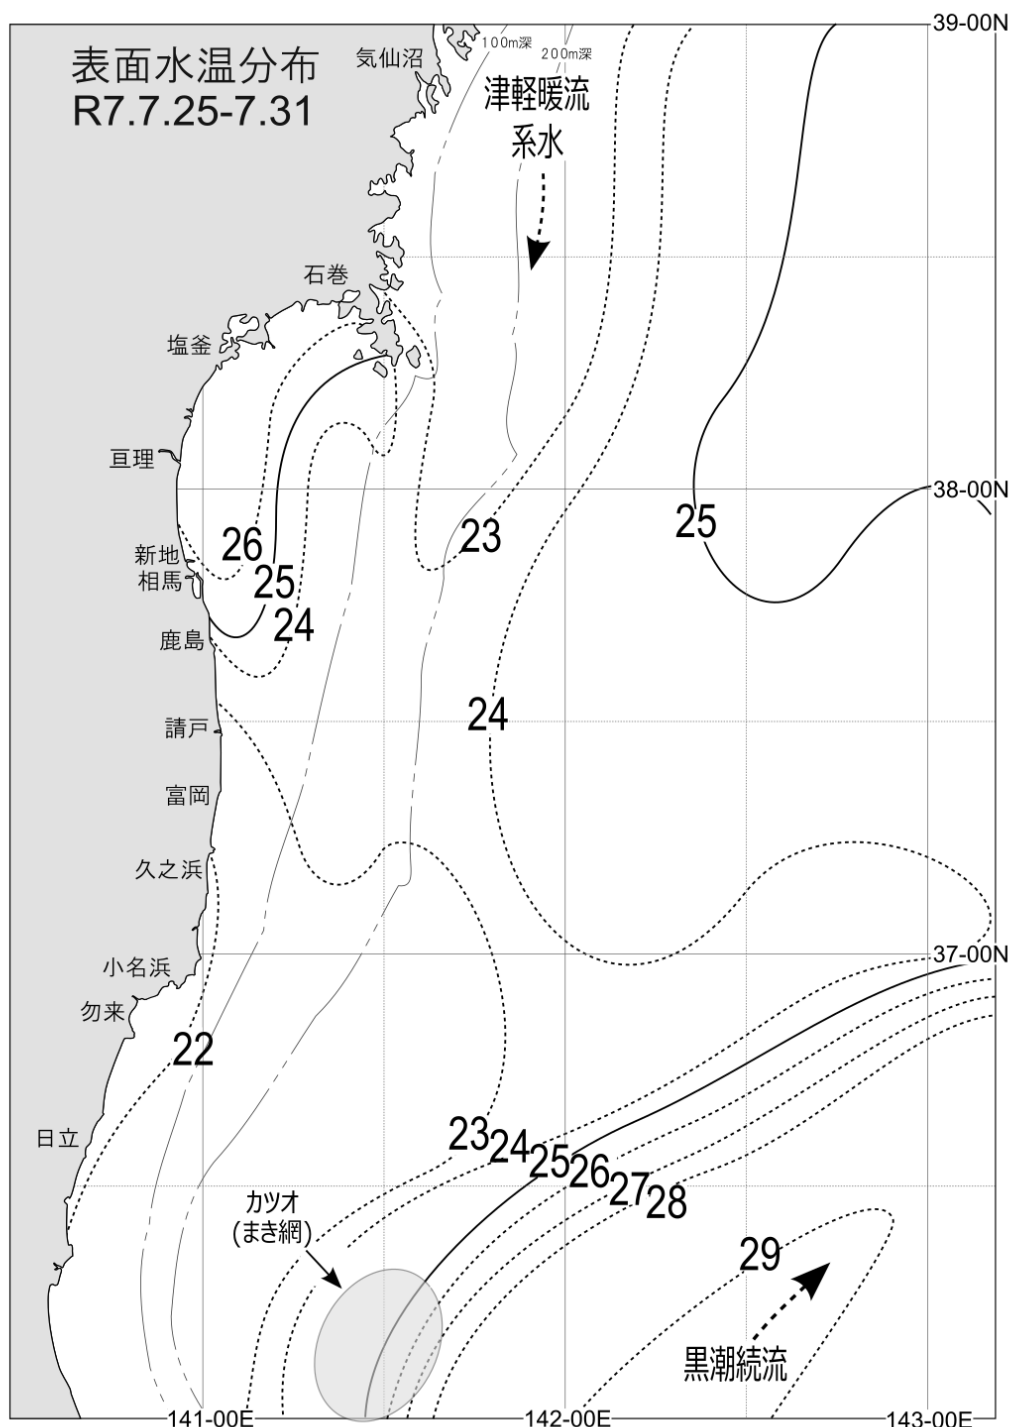 表面水温分布
R7.7.25-7.31
気仙沼
100m深
200m深
39-00N
津軽暖流
系水
石巻
塩釜
亘理
38-00N
新地
相馬
鹿島
請戸
富岡
久之浜
小名浜
勿来
日立
37-00N
26
25
24
23
25
24
22
23
24
25
26
27
28
29
カツオ
(まき網)
黒潮続流
141-00E
142-00E
143-00E